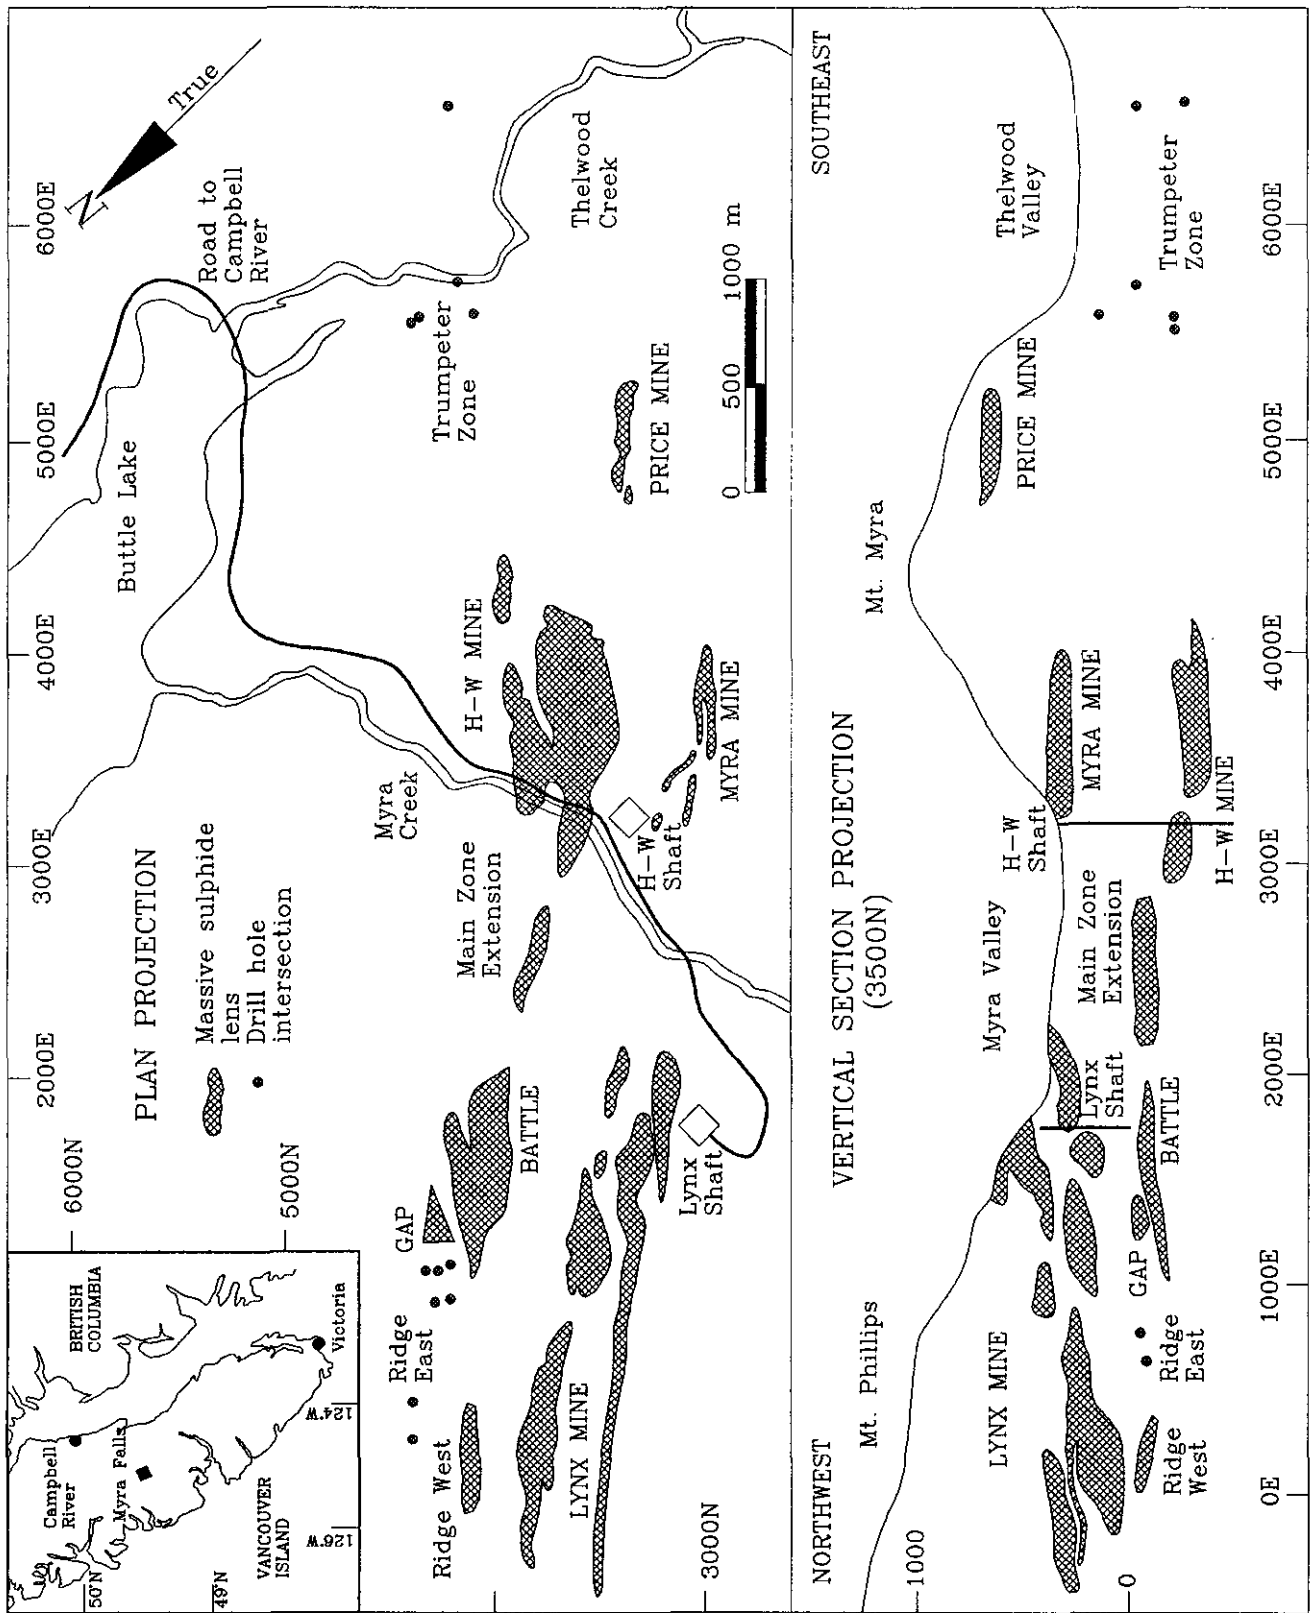 50°N
49°N
Campbell
River
Myra Falls
VANCOUVER
ISLAND
126°W
124°W
BRITISH
COLUMBIA
Victoria
6000N
5000N
3000N
2000E
3000E
4000E
5000E
6000E
PLAN PROJECTION
Massive sulphide
lens
Drill hole
intersection
N
True
Buttle Lake
Road to
Campbell
River
Myra
Creek
Thelwood
Creek
Trumpeter
Zone
H-W MINE
Main Zone
Extension
GAP
BATTLE
Ridge
East
Ridge West
LYNX MINE
Lynx
Shaft
H-W
Shaft
MYRA MINE
PRICE MINE
0 500 1000 m
NORTHWEST
VERTICAL SECTION PROJECTION
(3500N)
SOUTHEAST
Mt. Phillips
Myra Valley
Mt. Myra
Thelwood
Valley
1000
0
LYNX MINE
Lynx
Shaft
Main Zone
Extension
H-W
Shaft
MYRA MINE
PRICE MINE
Ridge
West
Ridge
East
GAP
BATTLE
H-W MINE
Trumpeter
Zone
0E
1000E
2000E
3000E
4000E
5000E
6000E